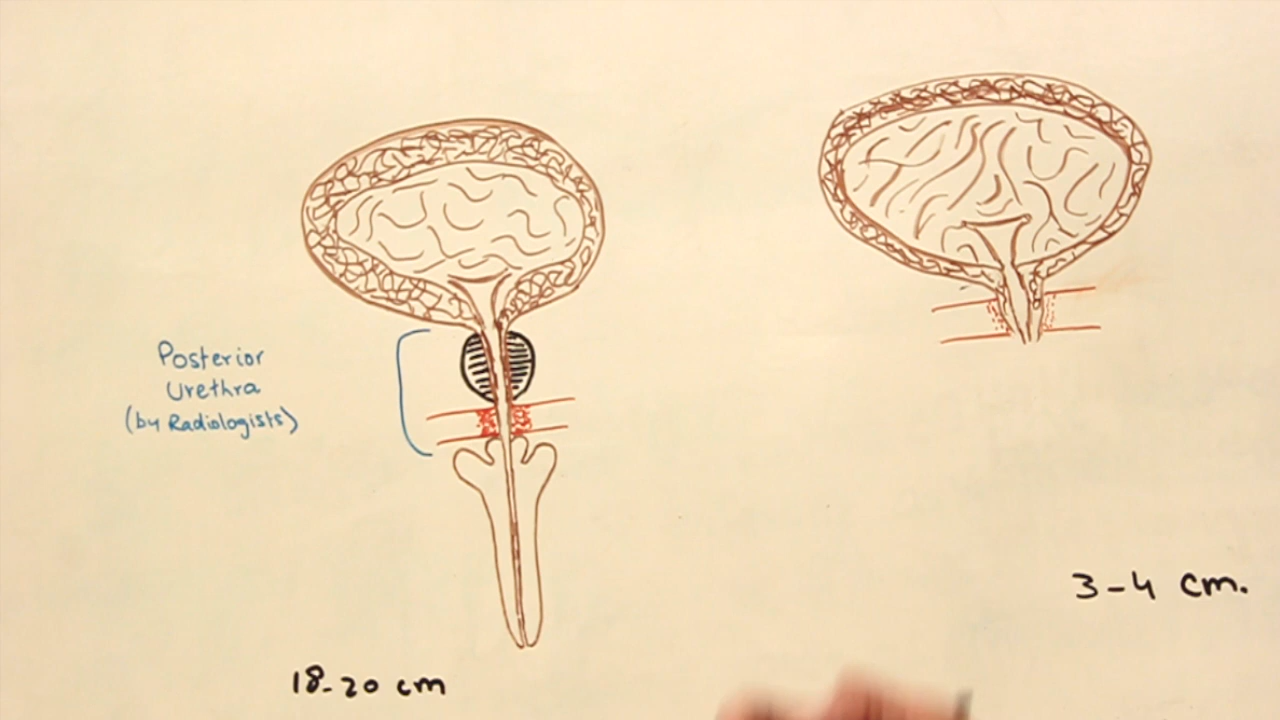 Posterior
Urethra
(by Radiologists)
18-20 cm
3-4 cm.